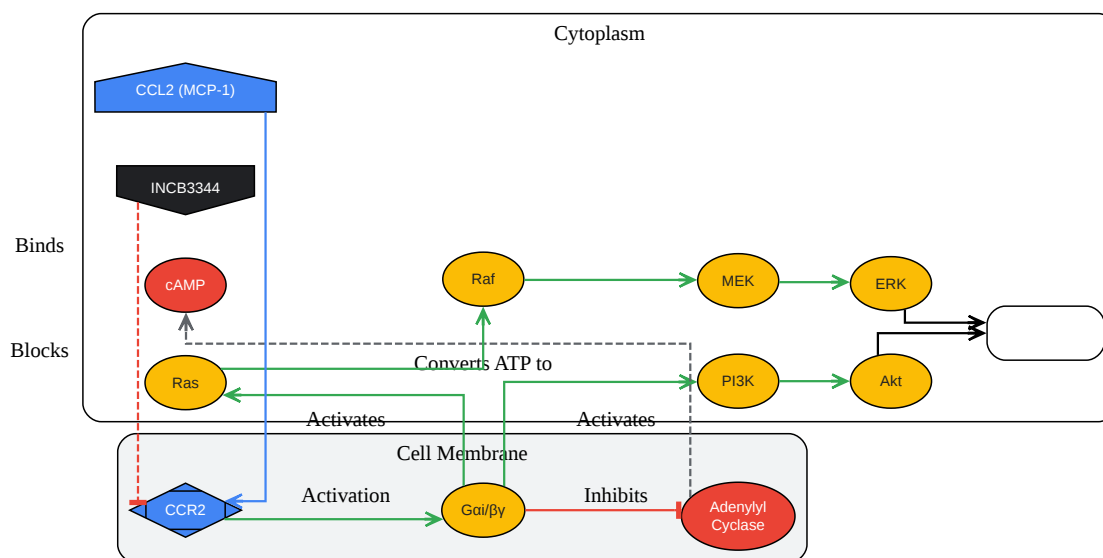 Cytoplasm
CCL2 (MCP-1)
INCB3344
Binds
cAMP
Raf
MEK
ERK
Blocks
Converts ATP to
Ras
PI3K
Akt
Activates
Activates
Cell Membrane
CCR2
Activation
Gαi/βγ
Inhibits
Adenylyl
Cyclase